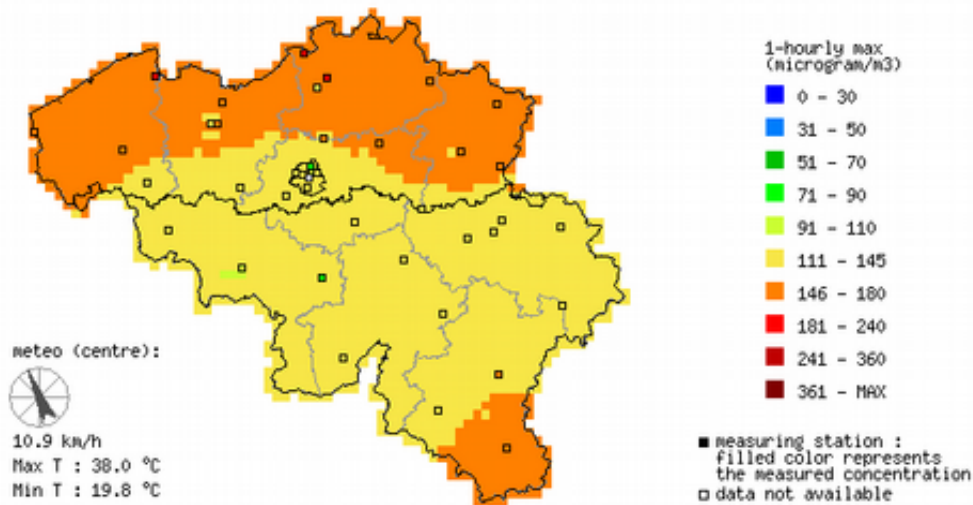 1-hourly max
(microgram/m3)
0 - 30
31 - 50
51 - 70
71 - 90
91 - 110
111 - 145
146 - 180
181 - 240
241 - 360
361 - MAX
meteo (centre):
10.9 km/h
Max T : 38.0 °C
Min T : 19.8 °C
measuring station :
filled color represents
the measured concentration
data not available